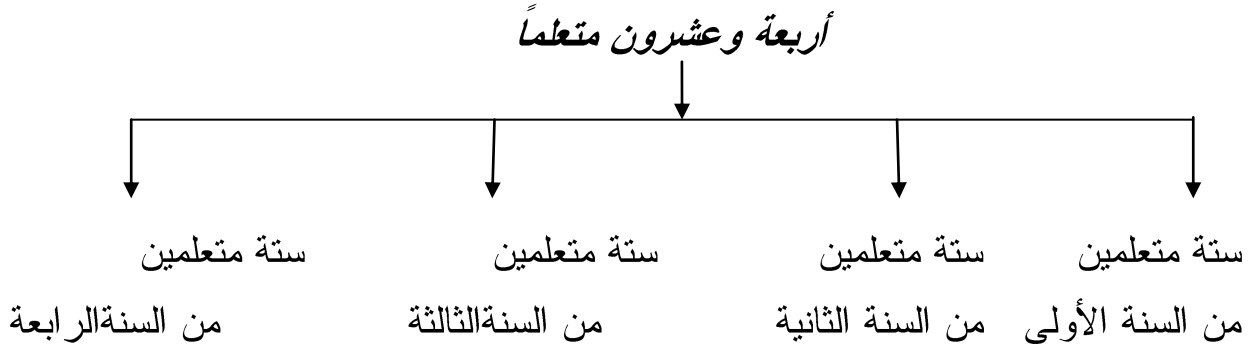 أربعة وعشرون متعلماً
ستة متعلمين ستة متعلمين ستة متعلمين ستة متعلمين
من السنة الأولى من السنة الثانية من السنةالثالثة من السنةالرابعة